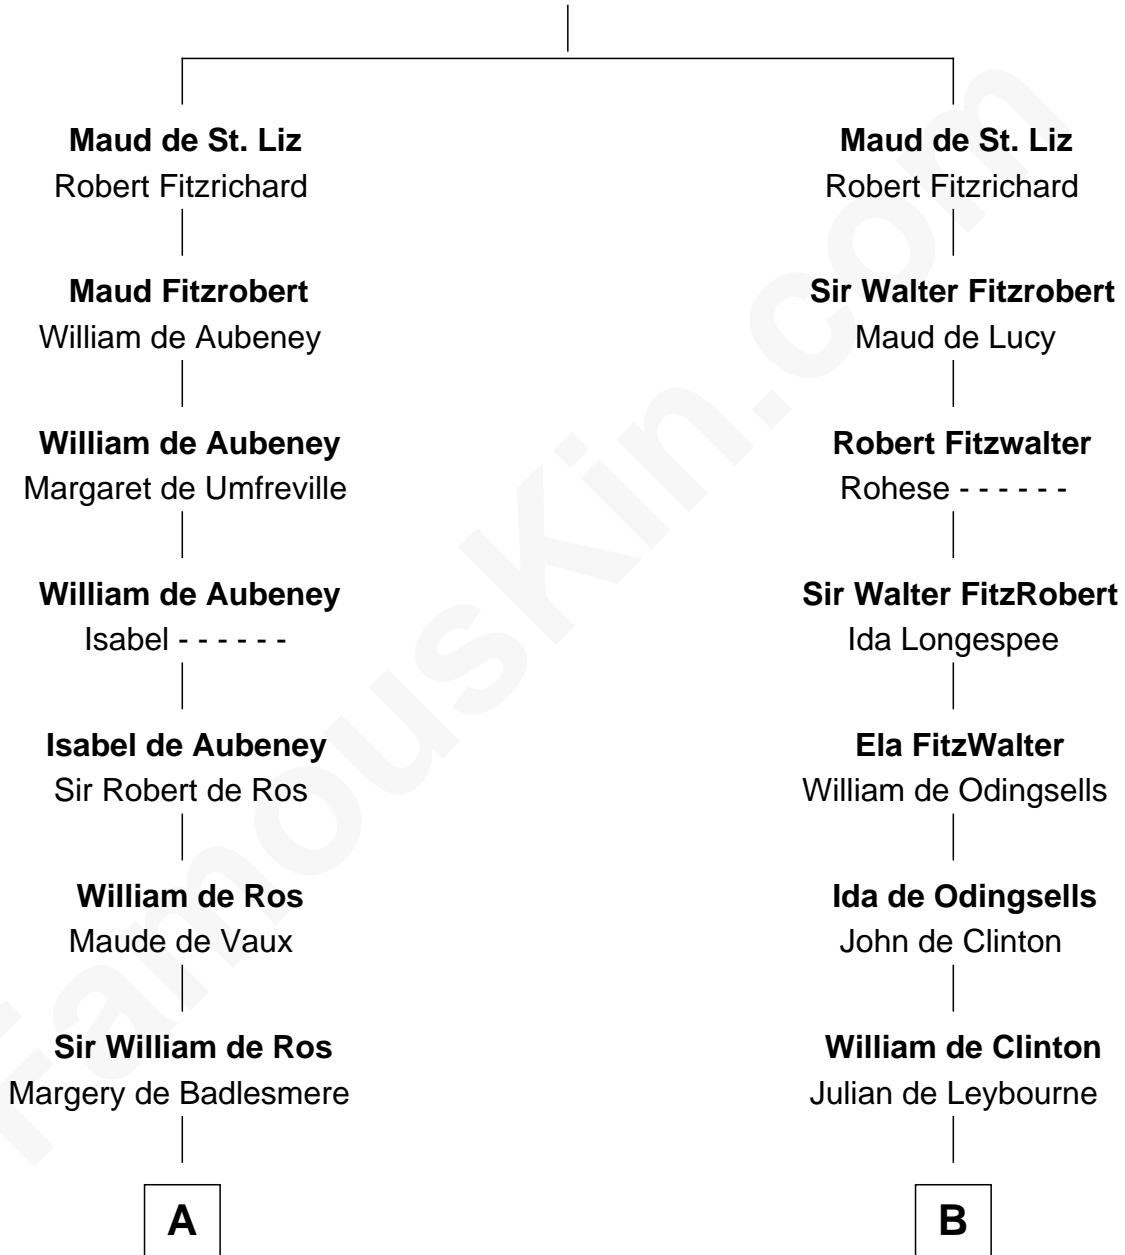 Maud de St. Liz
Robert Fitzrichard
Maud Fitzrobert
William de Aubeney
William de Aubeney
Margaret de Umfreville
William de Aubeney
Isabel - - - - - -
Isabel de Aubeney
Sir Robert de Ros
William de Ros
Maude de Vaux
Sir William de Ros
Margery de Badlesmere
A
Maud de St. Liz
Robert Fitzrichard
Sir Walter Fitzrobert
Maud de Lucy
Robert Fitzwalter
Rohese - - - - - -
Sir Walter FitzRobert
Ida Longespee
Ela FitzWalter
William de Odingsells
Ida de Odingsells
John de Clinton
William de Clinton
Julian de Leybourne
B
FamousKin.com